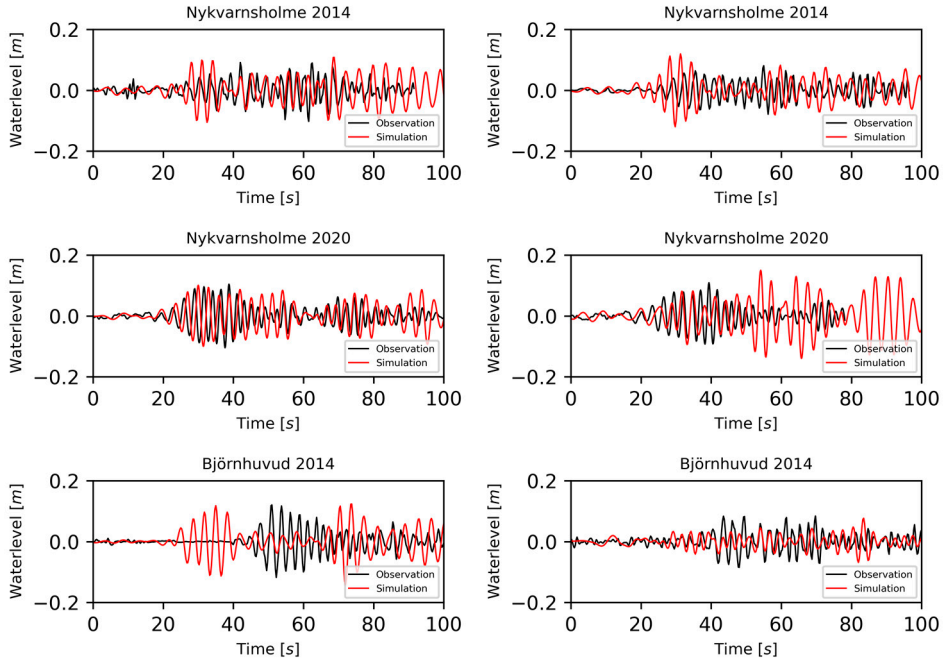 Nykvarnsholme 2014
Waterlevel [m]
0.2
0.0
−0.2
Observation
Simulation
0 20 40 60 80 100
Time [s]
Nykvarnsholme 2014
Waterlevel [m]
0.2
0.0
−0.2
Observation
Simulation
0 20 40 60 80 100
Time [s]
Nykvarnsholme 2020
Waterlevel [m]
0.2
0.0
−0.2
Observation
Simulation
0 20 40 60 80 100
Time [s]
Nykvarnsholme 2020
Waterlevel [m]
0.2
0.0
−0.2
Observation
Simulation
0 20 40 60 80 100
Time [s]
Björnhuvud 2014
Waterlevel [m]
0.2
0.0
−0.2
Observation
Simulation
0 20 40 60 80 100
Time [s]
Björnhuvud 2014
Waterlevel [m]
0.2
0.0
−0.2
Observation
Simulation
0 20 40 60 80 100
Time [s]